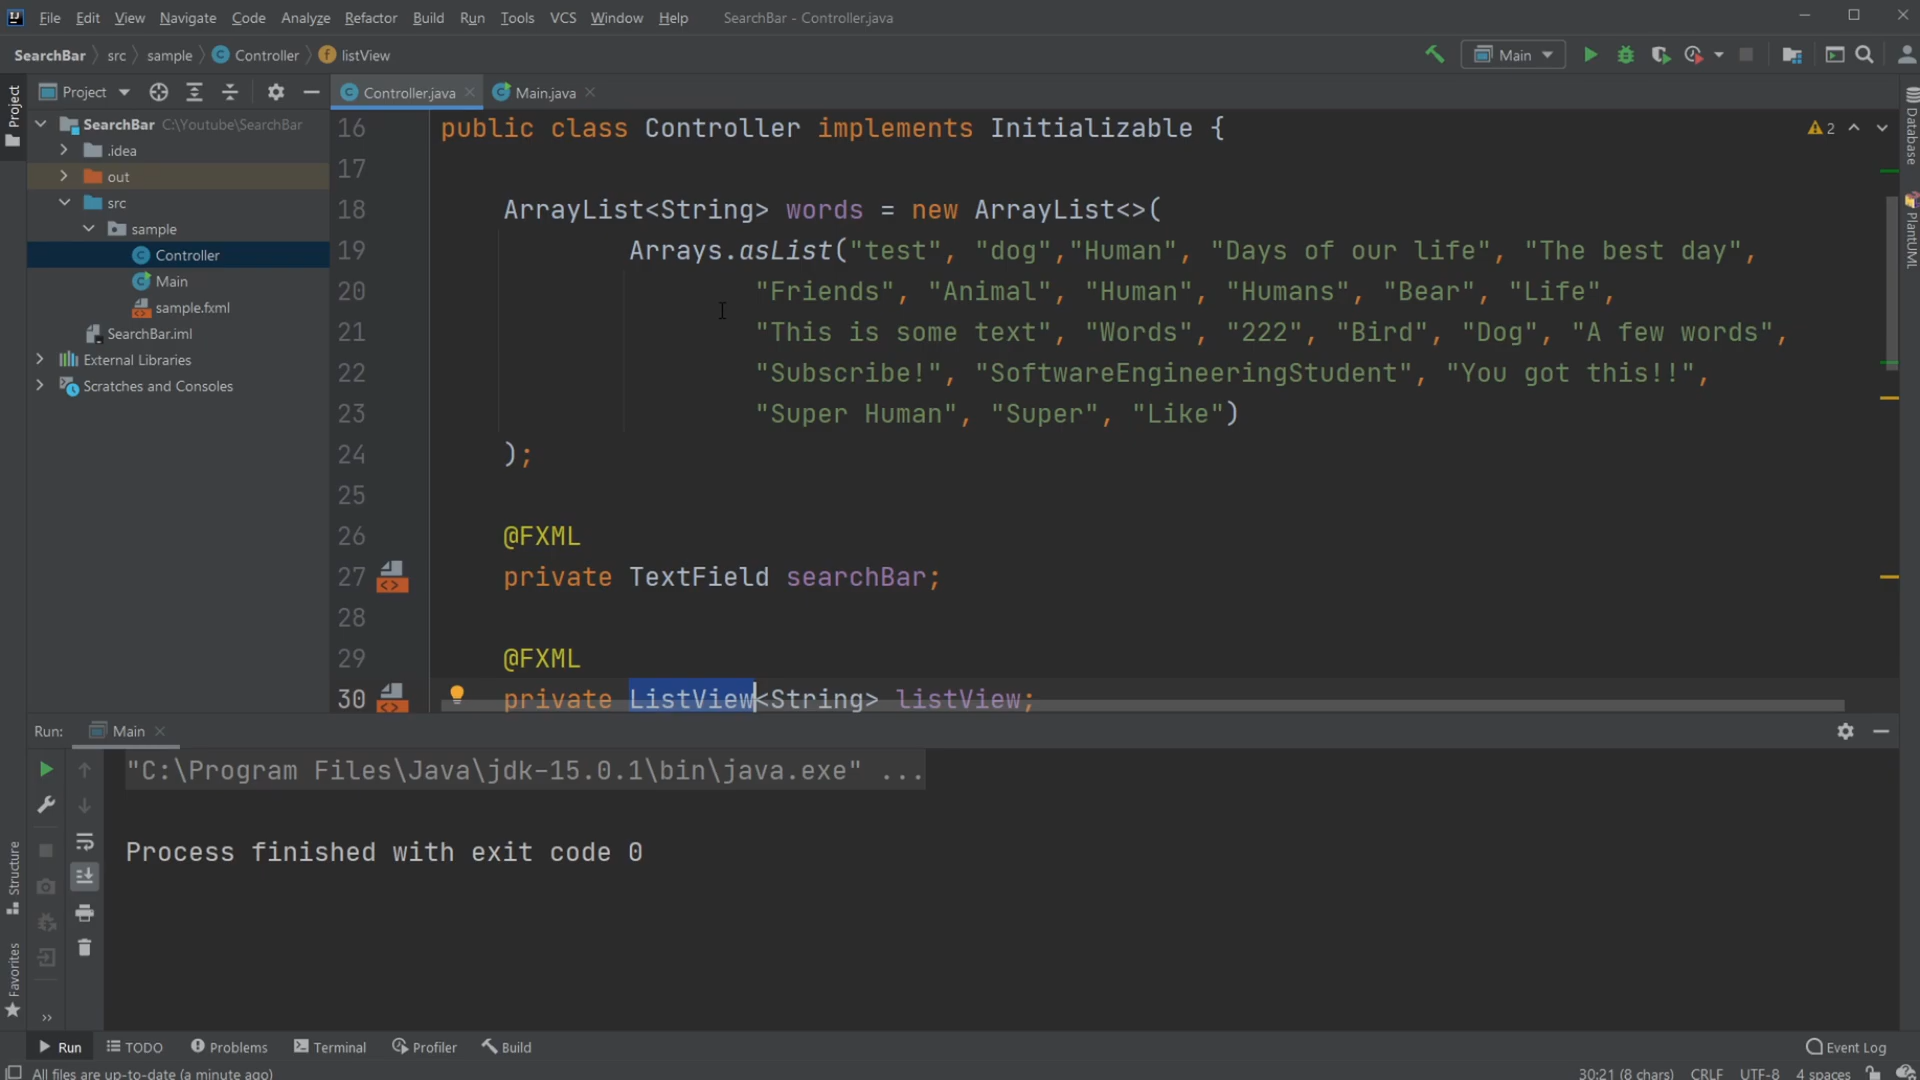 File Edit View Navigate Code Analyze Refactor Build Run Tools VCS Window Help SearchBar - Controller.java
SearchBar src sample Controller listView Main
Project
Controller.java Main.java
Project
SearchBar C:\Youtube\SearchBar
.idea
out
src
sample
Controller
Main
sample.fxml
SearchBar.iml
External Libraries
Scratches and Consoles
16 public class Controller implements Initializable {
2
17
18 ArrayList<String> words = new ArrayList<>(
19 Arrays.asList("test", "dog","Human", "Days of our life", "The best day",
20 "Friends", "Animal", "Human", "Humans", "Bear", "Life",
21 "This is some text", "Words", "222", "Bird", "Dog", "A few words",
22 "Subscribe!", "SoftwareEngineeringStudent", "You got this!!",
23 "Super Human", "Super", "Like")
24 );
25
26 @FXML
27 private TextField searchBar;
28
29 @FXML
30 private ListView<String> listView;
Database
PlantUML
Run: Main
"C:\Program Files\Java\jdk-15.0.1\bin\java.exe" ...
Process finished with exit code 0
Structure
Favorites
Run TODO Problems Terminal Profiler Build Event Log
All files are up-to-date (a minute ago) 30:21 (8 chars) CRLF UTF-8 4 spaces